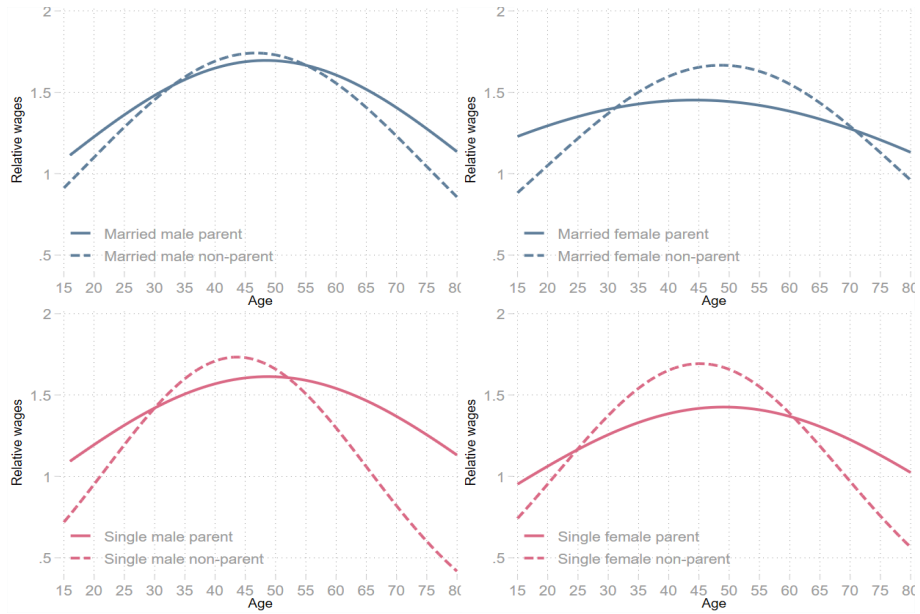 2
1.5
1
.5
Relative wages
Married male parent
Married male non-parent
15 20 25 30 35 40 45 50 55 60 65 70 75 80
Age
2
1.5
1
.5
Relative wages
Married female parent
Married female non-parent
15 20 25 30 35 40 45 50 55 60 65 70 75 80
Age
2
1.5
1
.5
Relative wages
Single male parent
Single male non-parent
15 20 25 30 35 40 45 50 55 60 65 70 75 80
Age
2
1.5
1
.5
Relative wages
Single female parent
Single female non-parent
15 20 25 30 35 40 45 50 55 60 65 70 75 80
Age